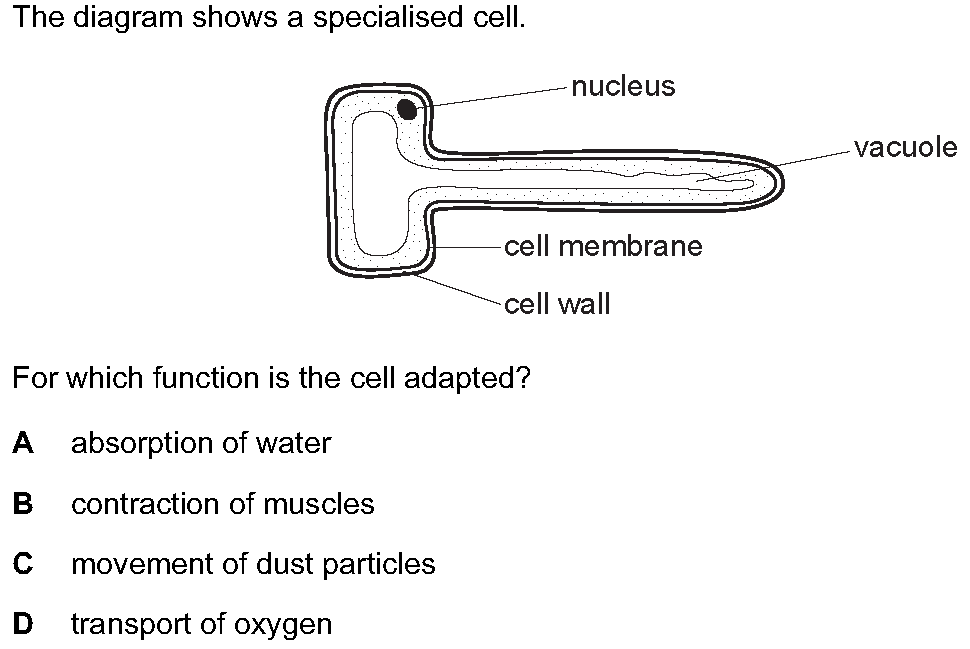 The diagram shows a specialised cell.
nucleus
vacuole
cell membrane
cell wall
For which function is the cell adapted?
A absorption of water
B contraction of muscles
C movement of dust particles
D transport of oxygen